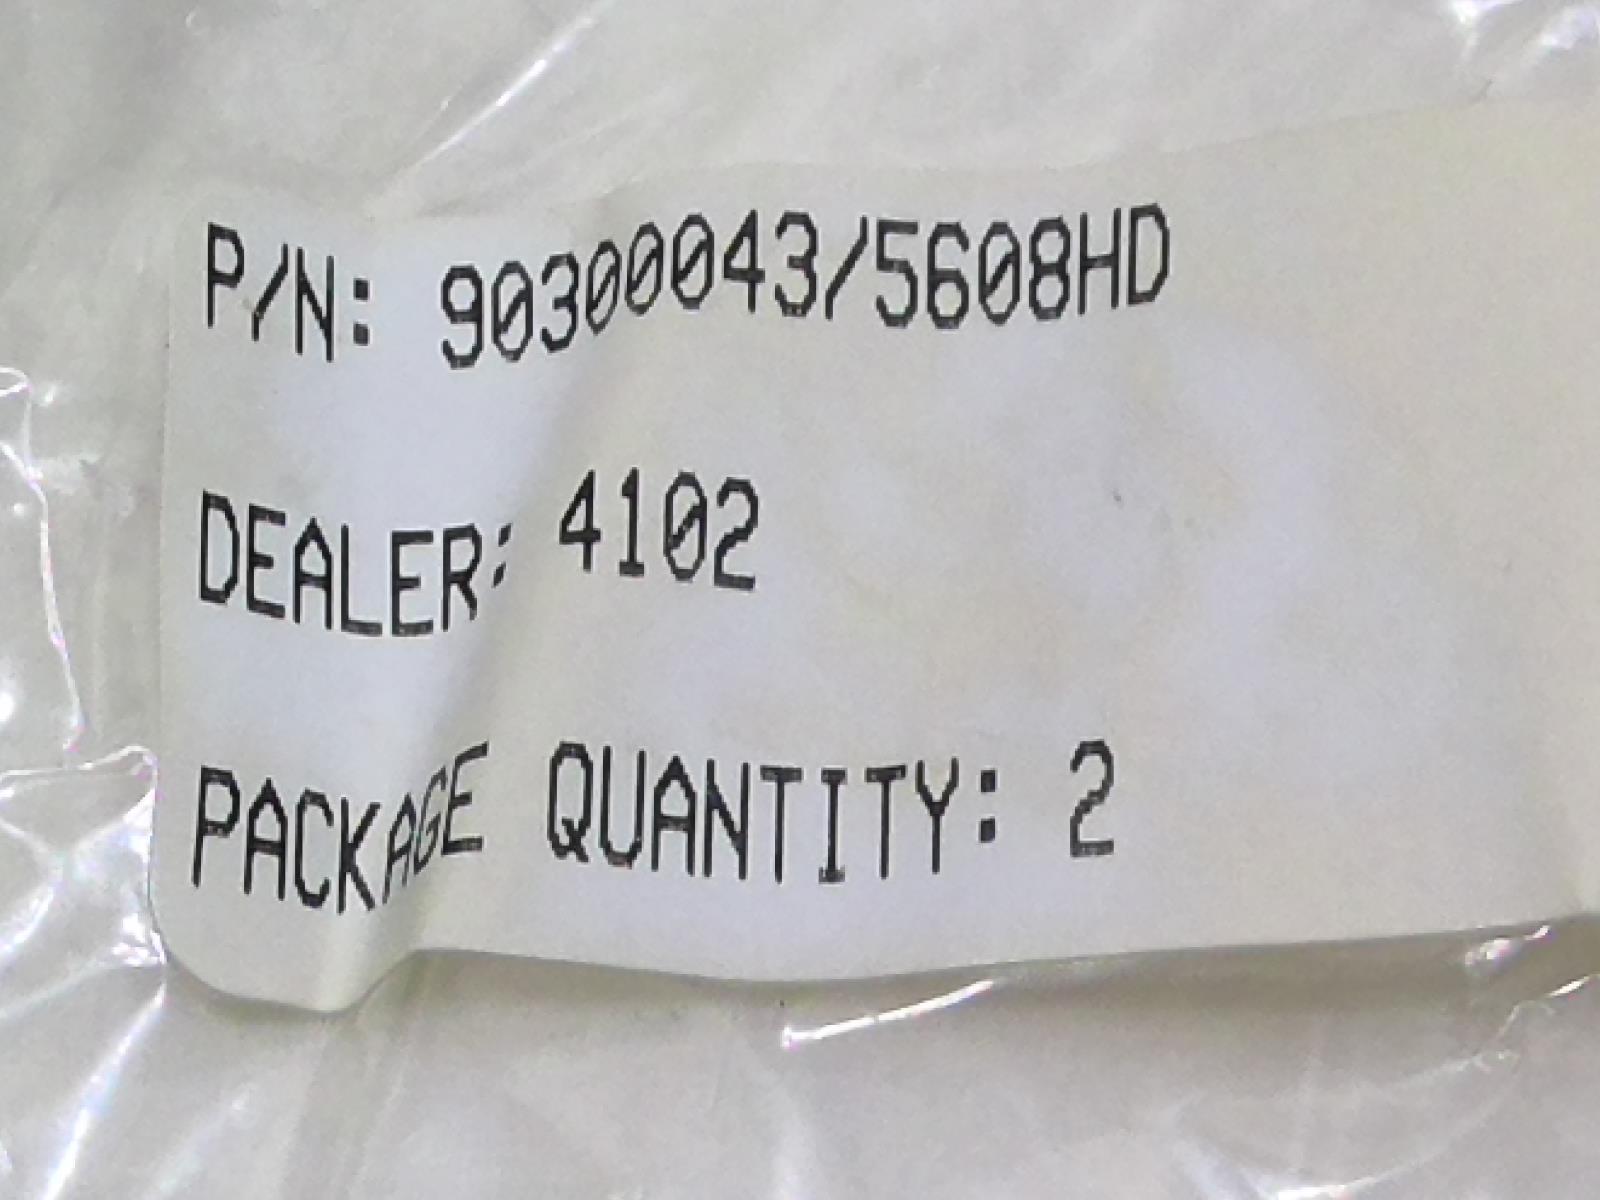 P/N: 90300043/5608HD
DEALER: 4102
PACKAGE QUANTITY: 2